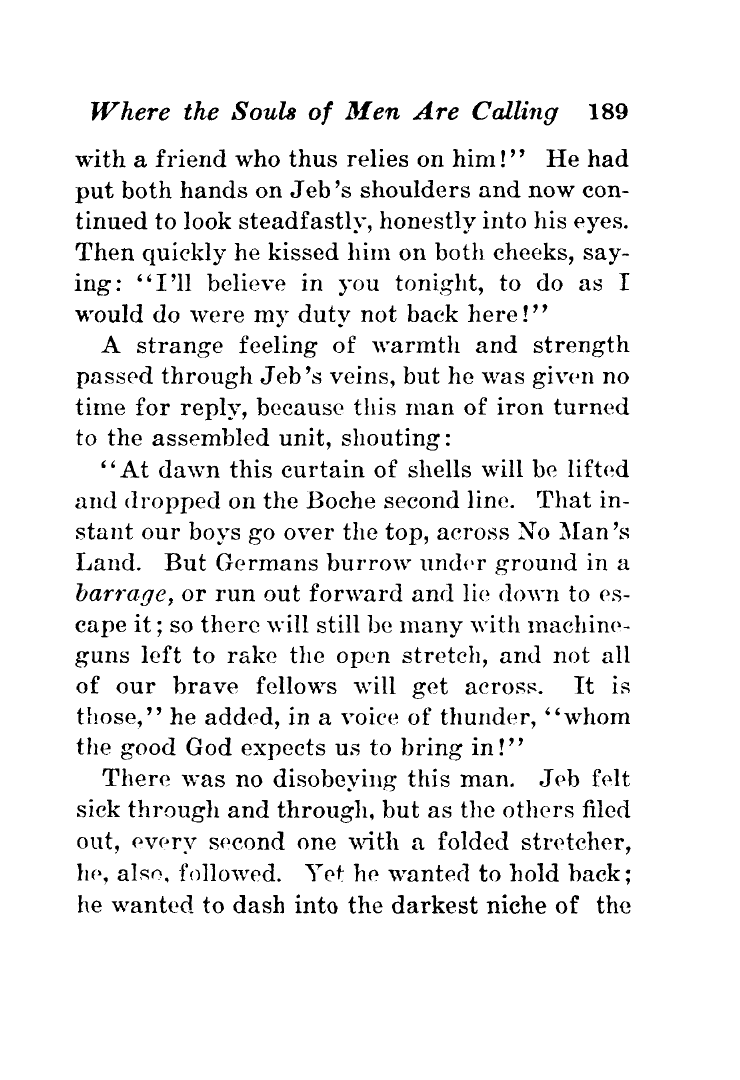 Where the Souls of Men Are Calling 189
with a friend who thus relies on him!” He had
put both hands on Jeb’s shoulders and now con-
tinued to look steadfastly, honestly into his eyes.
Then quickly he kissed him on both cheeks, say-
ing: “I’ll believe in you tonight, to do as I
would do were my duty not back here!”
A strange feeling of warmth and strength
passed through Jeb’s veins, but he was given no
time for reply, because this man of iron turned
to the assembled unit, shouting:
“At dawn this curtain of shells will be lifted
and dropped on the Boche second line. That in-
stant our boys go over the top, across No Man’s
Land. But Germans burrow under ground in a
barrage, or run out forward and lie down to es-
cape it; so there will still be many with machine-
guns left to rake the open stretch, and not all
of our brave fellows will get across. It is
those,” he added, in a voice of thunder, “whom
the good God expects us to bring in!”
There was no disobeying this man. Jeb felt
sick through and through, but as the others filed
out, every second one with a folded stretcher,
he, also, followed. Yet he wanted to hold back;
he wanted to dash into the darkest niche of the